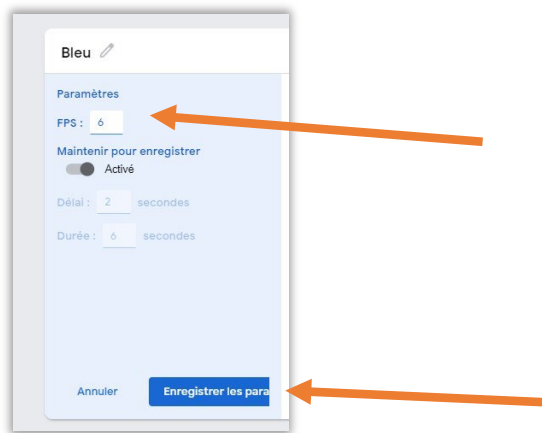 Bleu
Paramètres
FPS : 6
Maintenir pour enregistrer
Activé
Délai : 2 secondes
Durée : 6 secondes
Annuler Enregistrer les para